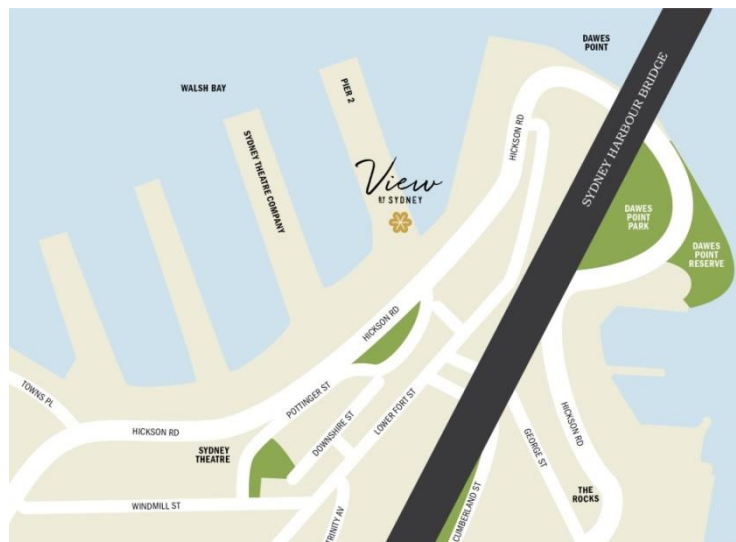 DAWES
POINT
WALSH BAY
PIER 2
SYDNEY HARBOUR BRIDGE
HICKSON RD
SYDNEY THEATRE COMPANY
View
BY SYDNEY
DAWES
POINT
PARK
DAWES
POINT
RESERVE
HICKSON RD
TOWNS PL
POTTINGER ST
HICKSON RD
DOWNSHIRE ST
LOWER FORT ST
SYDNEY
THEATRE
GEORGE ST
HICKSON RD
THE
ROCKS
WINDMILL ST
TRINITY AV
CUMBERLAND ST